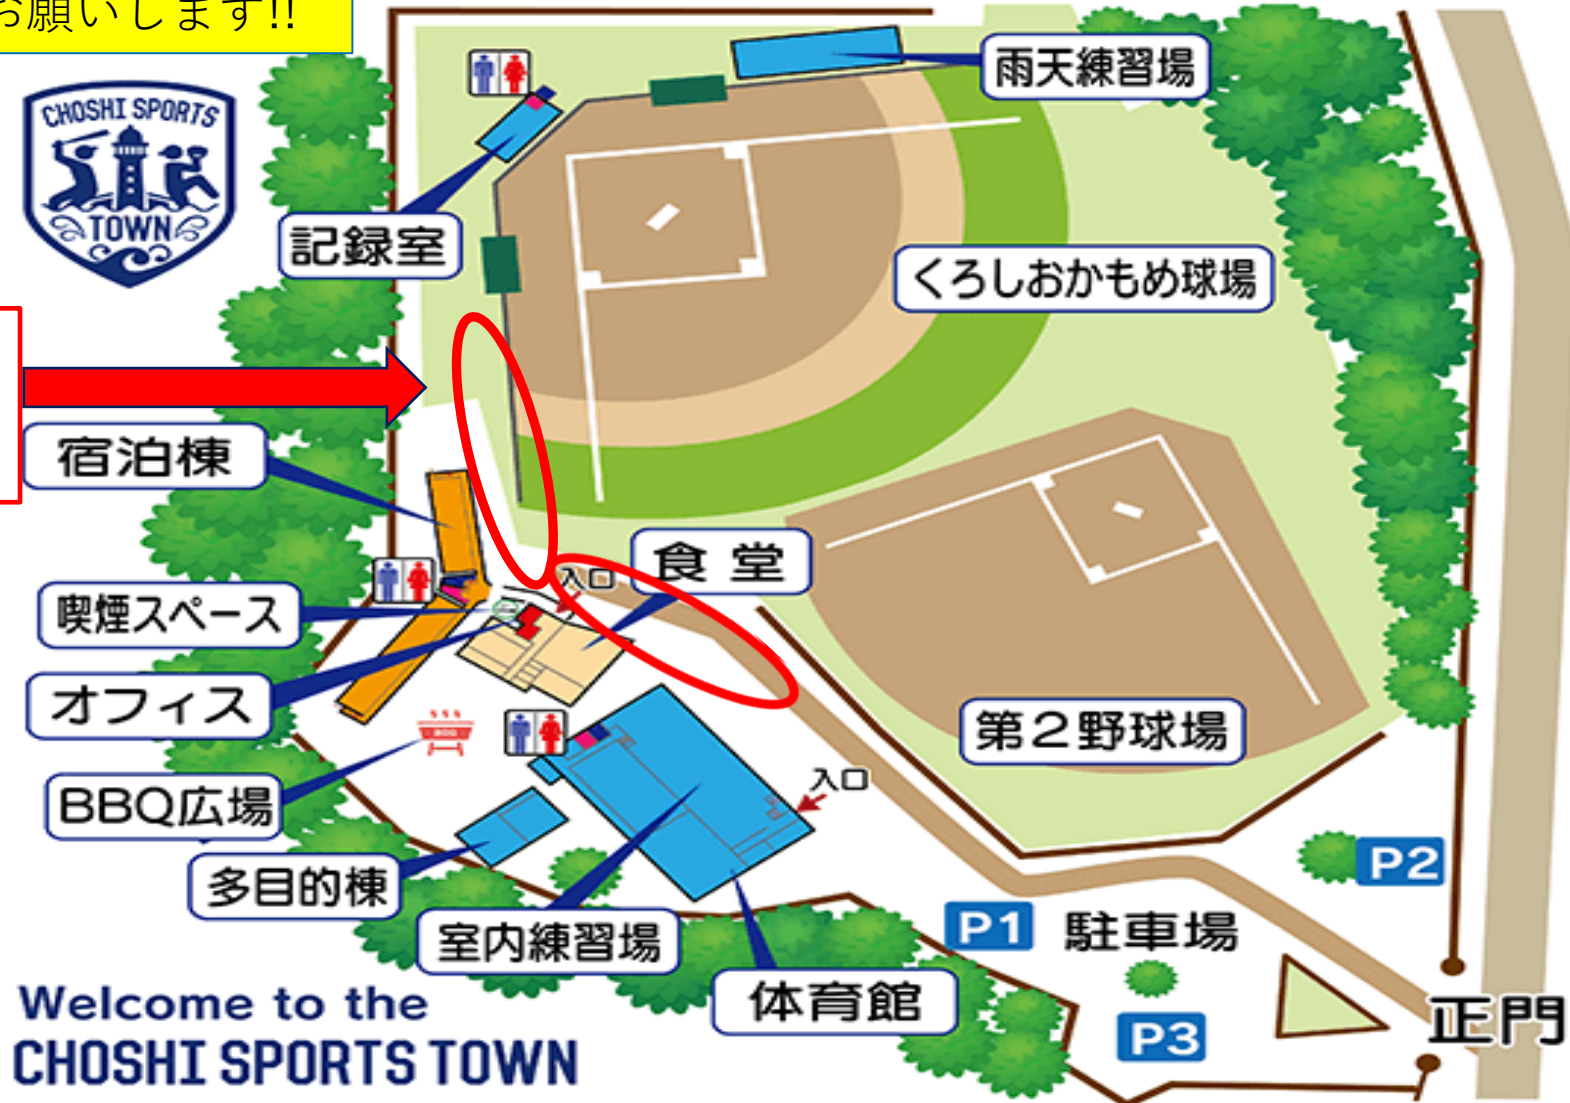 お願いします!!
CHOSHI SPORTS
TOWN
雨天練習場
記録室
くろしおかもめ球場
宿泊棟
食堂
入口
喫煙スペース
オフィス
第2野球場
入口
BBQ広場
BBQ
多目的棟
P2
室内練習場
P1 駐車場
体育館
正門
P3
Welcome to the
CHOSHI SPORTS TOWN